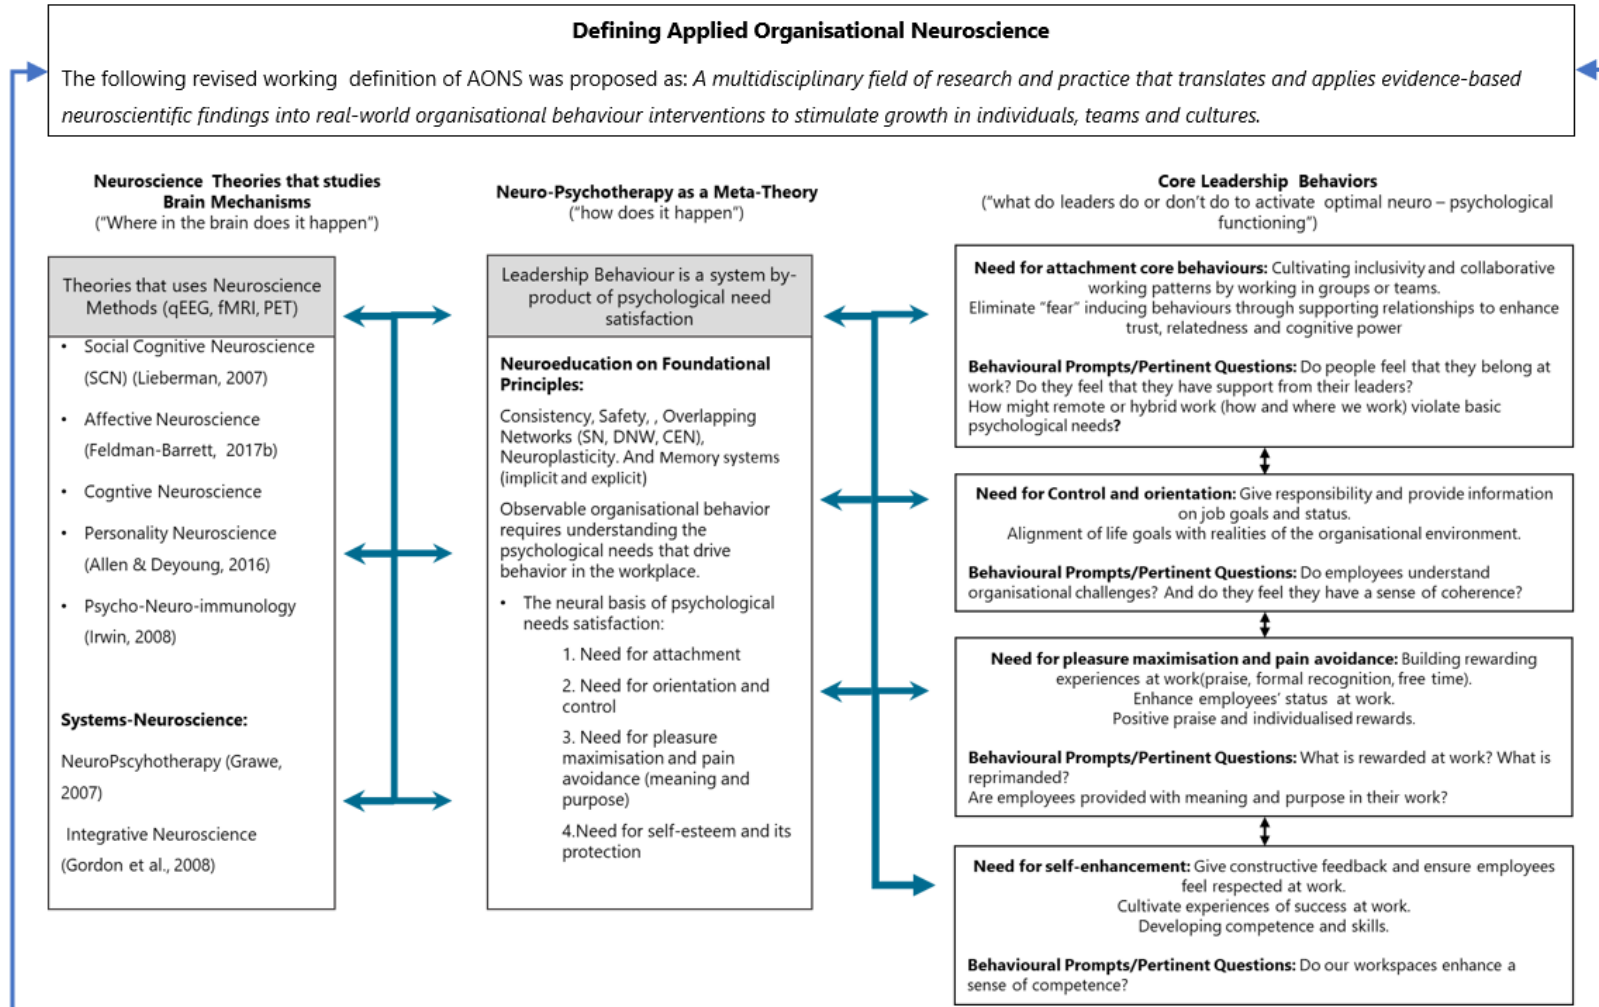 Defining Applied Organisational Neuroscience
The following revised working definition of AONS was proposed as: A multidisciplinary field of research and practice that translates and applies evidence-based
neuroscientific findings into real-world organisational behaviour interventions to stimulate growth in individuals, teams and cultures.
Neuroscience Theories that studies
Brain Mechanisms
("Where in the brain does it happen")
Theories that uses Neuroscience
Methods (qEEG, fMRI, PET)
• Social Cognitive Neuroscience
(SCN) (Lieberman, 2007)
• Affective Neuroscience
(Feldman-Barrett, 2017b)
• Cogntive Neuroscience
• Personality Neuroscience
(Allen & Deyoung, 2016)
• Psycho-Neuro-immunology
(Irwin, 2008)
Systems-Neuroscience:
NeuroPscyhotherapy (Grawe,
2007)
Integrative Neuroscience
(Gordon et al., 2008)
Neuro-Psychotherapy as a Meta-Theory
("how does it happen")
Leadership Behaviour is a system by-
product of psychological need
satisfaction
Neuroeducation on Foundational
Principles:
Consistency, Safety, , Overlapping
Networks (SN, DNW, CEN),
Neuroplasticity. And Memory systems
(implicit and explicit)
Observable organisational behavior
requires understanding the
psychological needs that drive
behavior in the workplace.
• The neural basis of psychological
needs satisfaction:
1. Need for attachment
2. Need for orientation and
control
3. Need for pleasure
maximisation and pain
avoidance (meaning and
purpose)
4.Need for self-esteem and its
protection
Core Leadership Behaviors
("what do leaders do or don't do to activate optimal neuro – psychological
functioning")
Need for attachment core behaviours: Cultivating inclusivity and collaborative
working patterns by working in groups or teams.
Eliminate "fear" inducing behaviours through supporting relationships to enhance
trust, relatedness and cognitive power
Behavioural Prompts/Pertinent Questions: Do people feel that they belong at
work? Do they feel that they have support from their leaders?
How might remote or hybrid work (how and where we work) violate basic
psychological needs?
Need for Control and orientation: Give responsibility and provide information
on job goals and status.
Alignment of life goals with realities of the organisational environment.
Behavioural Prompts/Pertinent Questions: Do employees understand
organisational challenges? And do they feel they have a sense of coherence?
Need for pleasure maximisation and pain avoidance: Building rewarding
experiences at work(praise, formal recognition, free time).
Enhance employees' status at work.
Positive praise and individualised rewards.
Behavioural Prompts/Pertinent Questions: What is rewarded at work? What is
reprimanded?
Are employees provided with meaning and purpose in their work?
Need for self-enhancement: Give constructive feedback and ensure employees
feel respected at work.
Cultivate experiences of success at work.
Developing competence and skills.
Behavioural Prompts/Pertinent Questions: Do our workspaces enhance a
sense of competence?